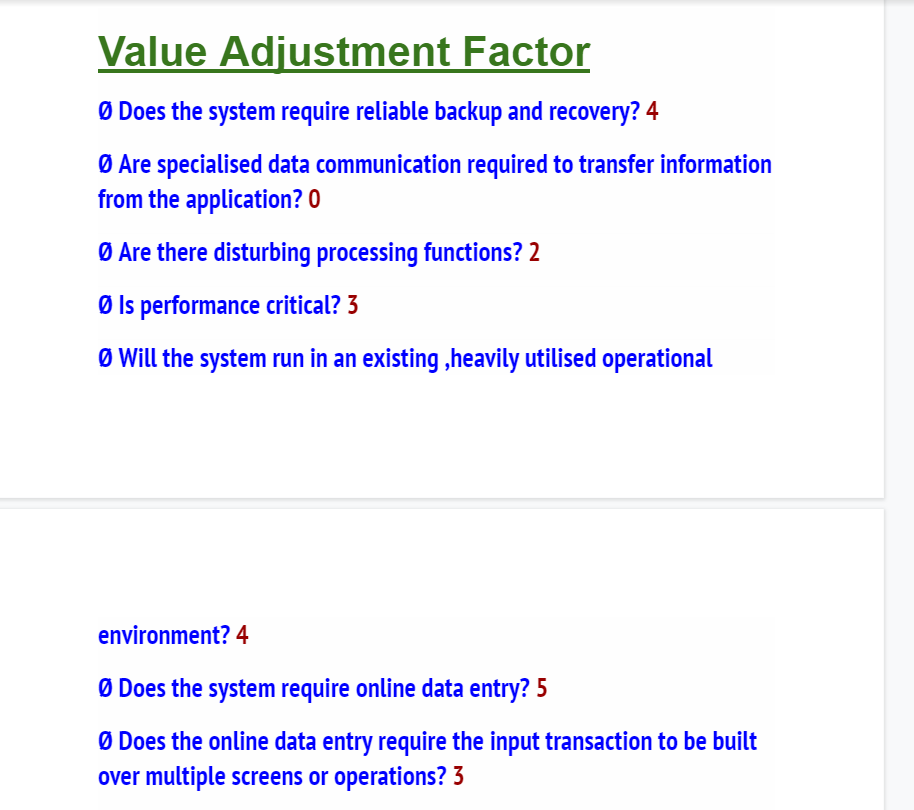 Value Adjustment Factor
Ø Does the system require reliable backup and recovery? 4
Ø Are specialised data communication required to transfer information
from the application? 0
Ø Are there disturbing processing functions? 2
Ø Is performance critical? 3
Ø Will the system run in an existing ,heavily utilised operational
environment? 4
Ø Does the system require online data entry? 5
Ø Does the online data entry require the input transaction to be built
over multiple screens or operations? 3